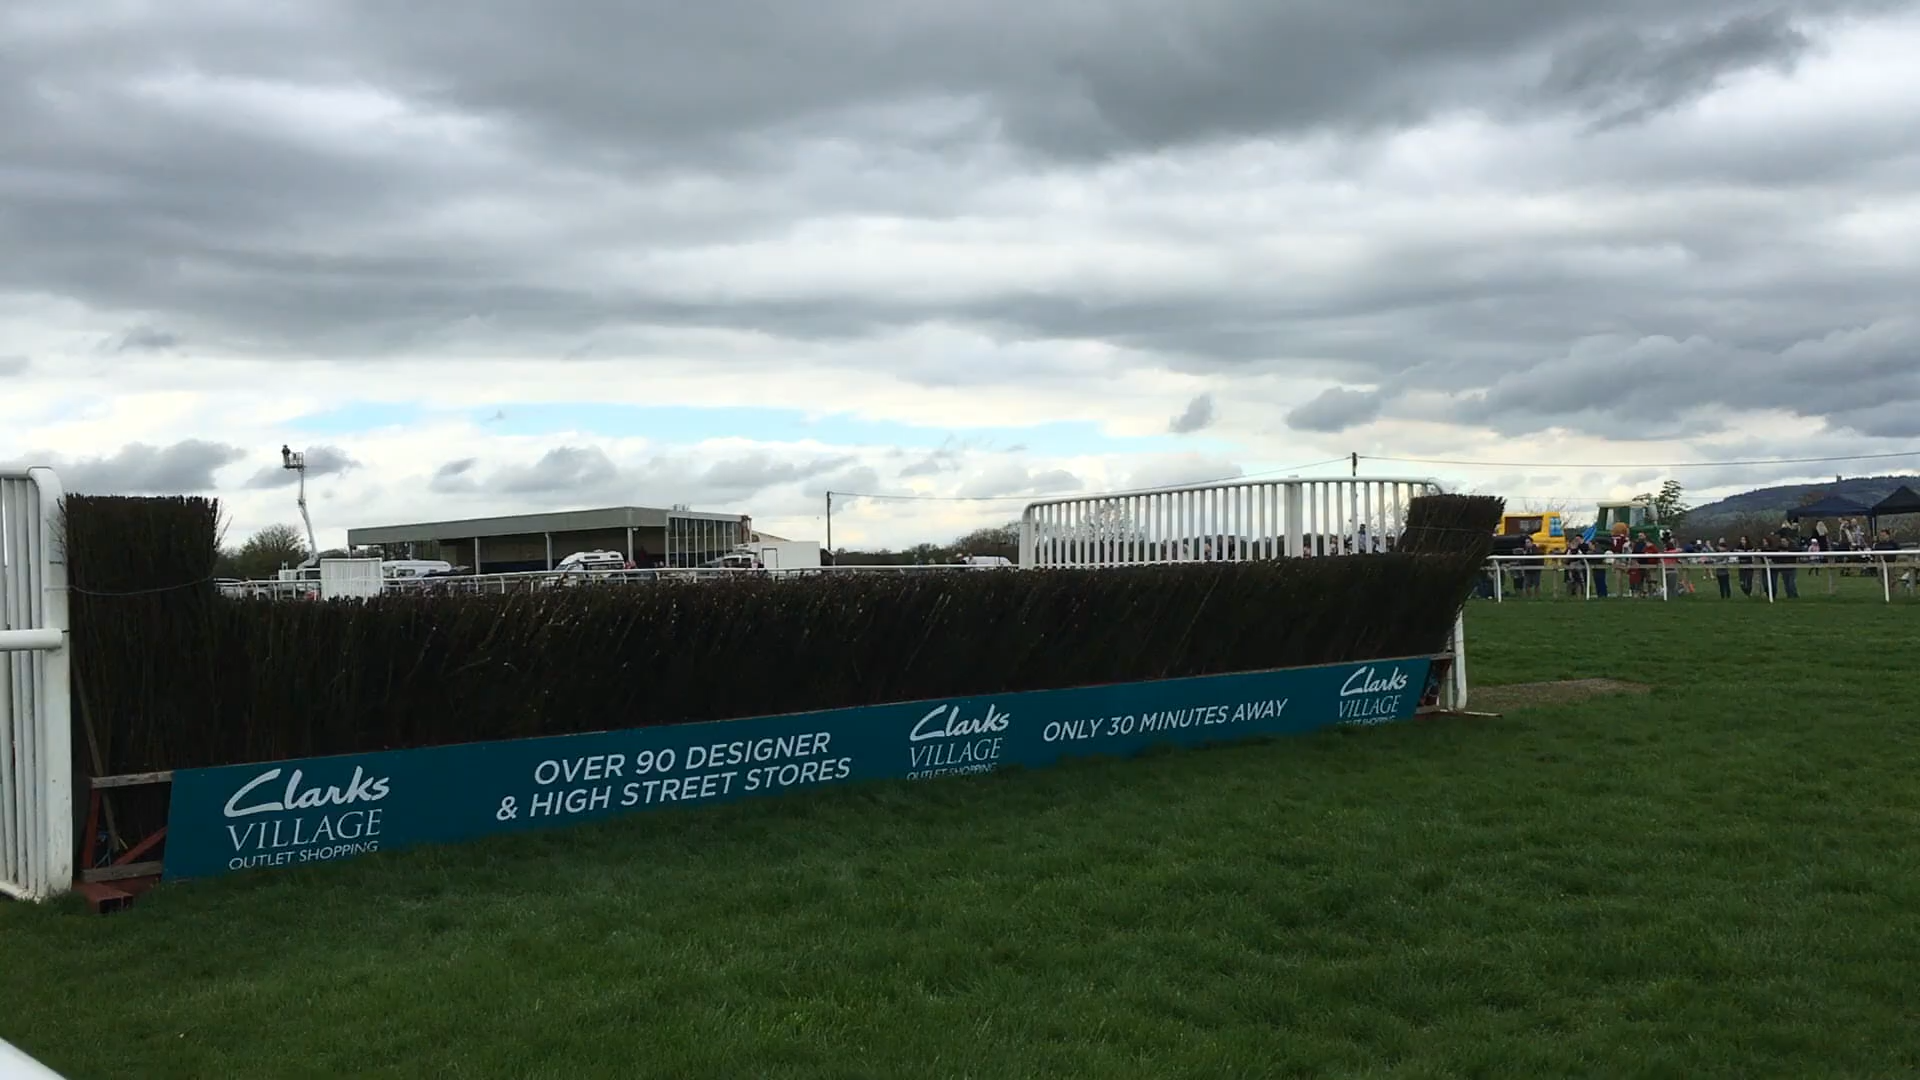 Clarks
VILLAGE
OUTLET SHOPPING
OVER 90 DESIGNER
& HIGH STREET STORES
Clarks
VILLAGE
OUTLET SHOPPING
ONLY 30 MINUTES AWAY
Clarks
VILLAGE
OUTLET SHOPPING